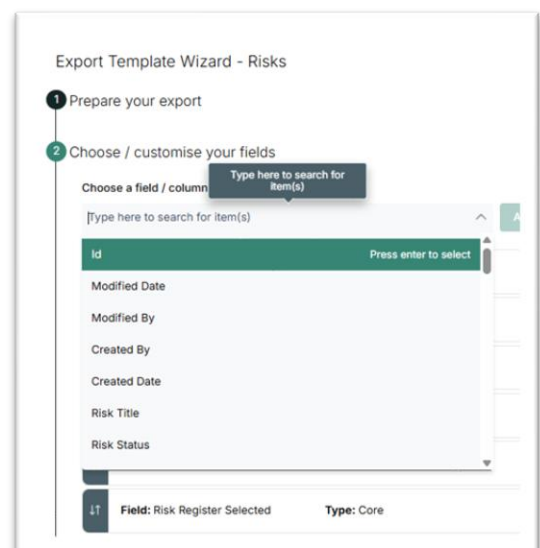 Export Template Wizard - Risks
1 Prepare your export
2 Choose / customise your fields
Choose a field / column
Type here to search for
item(s)
Type here to search for item(s)
A
Id Press enter to select
Modified Date
Modified By
Created By
Created Date
Risk Title
Risk Status
Field: Risk Register Selected Type: Core